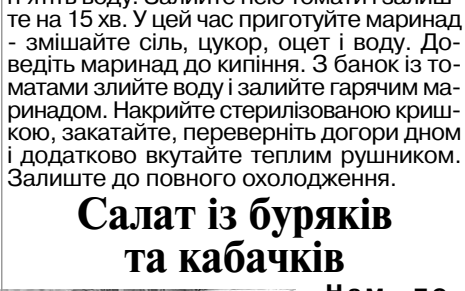 п'ятіть воду. Залийте нею томати і залиш-
те на 15 хв. У цей час приготуйте маринад
- змішайте сіль, цукор, оцет і воду. До-
ведіть маринад до кипіння. З банок із то-
матами злийте воду і залийте гарячим ма-
ринадом. Накрийте стерилізованою криш-
кою, закатайте, переверніть догори дном
і додатково вкутайте теплим рушником.
Залиште до повного охолодження.
Салат із буряків
та кабачків